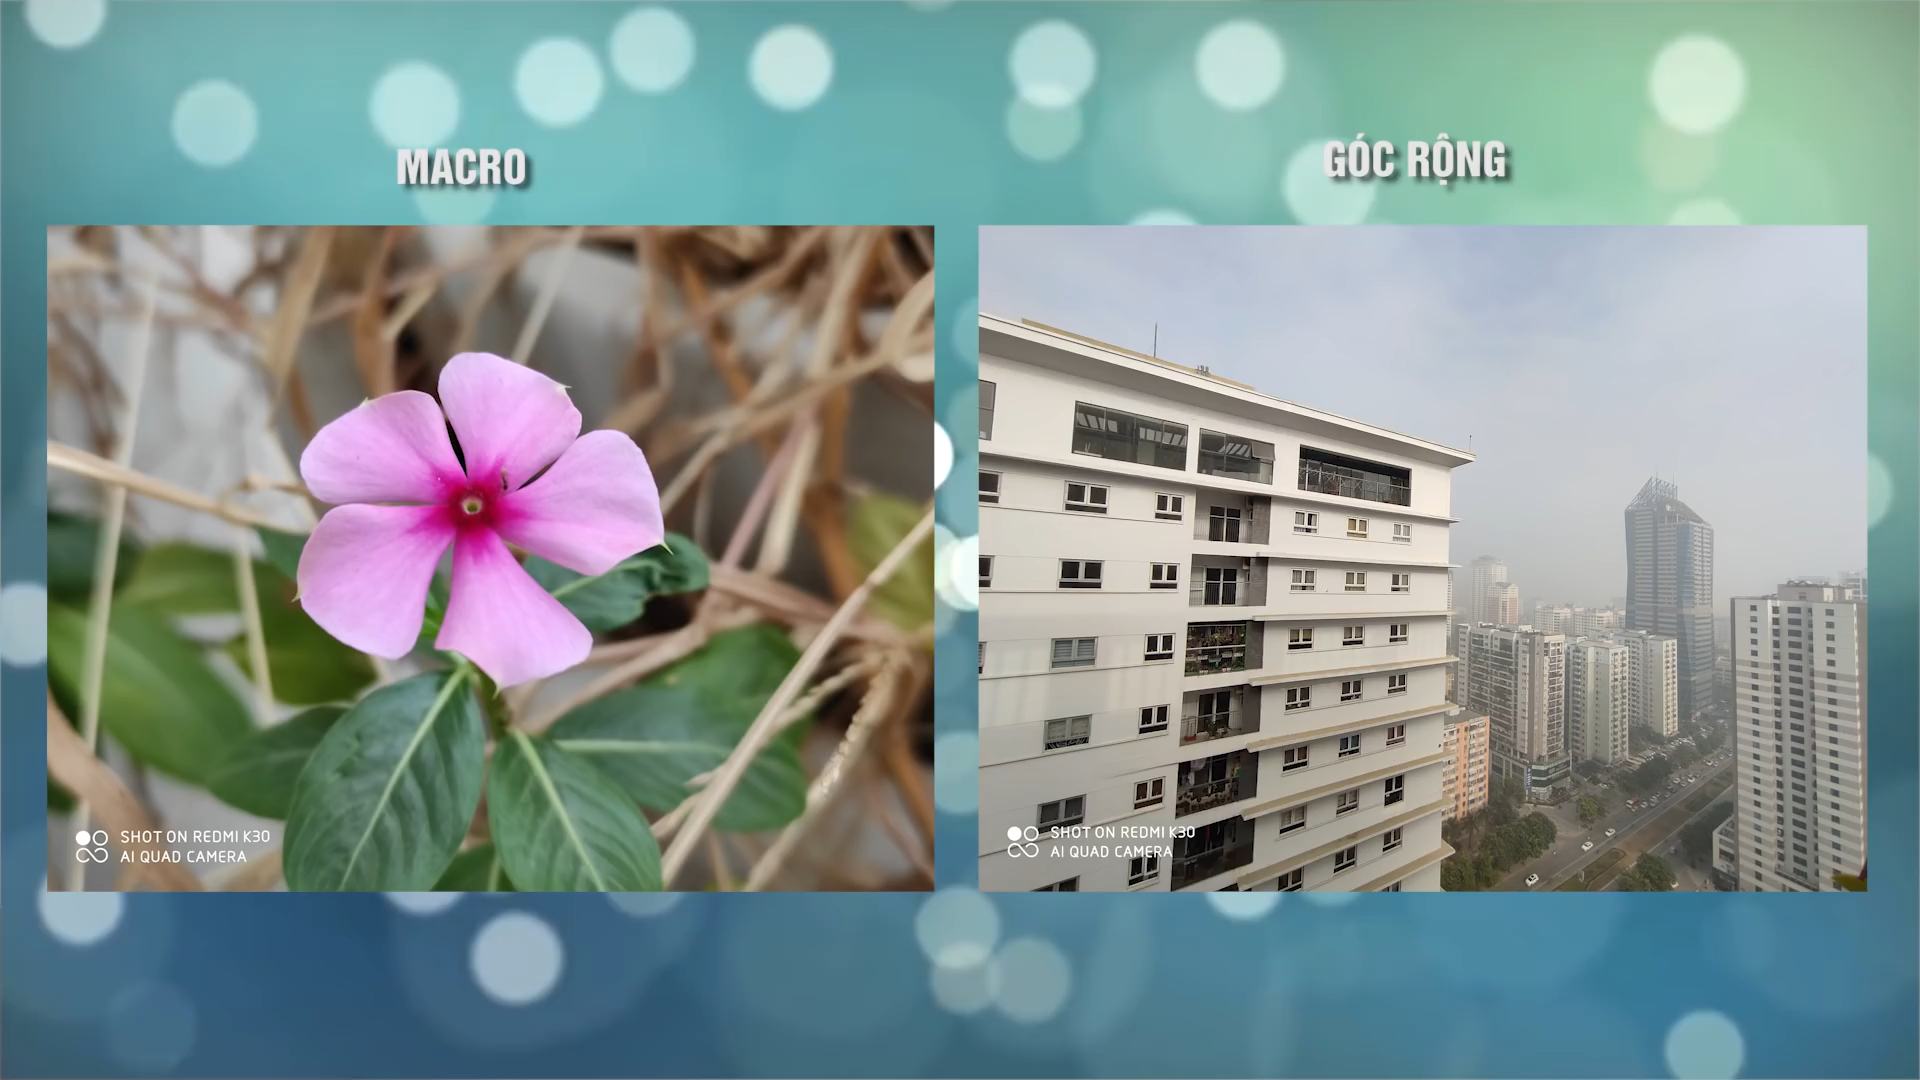 MACRO
GÓC RỘNG
SHOT ON REDMI K30
AI QUAD CAMERA
SHOT ON REDMI K30
AI QUAD CAMERA